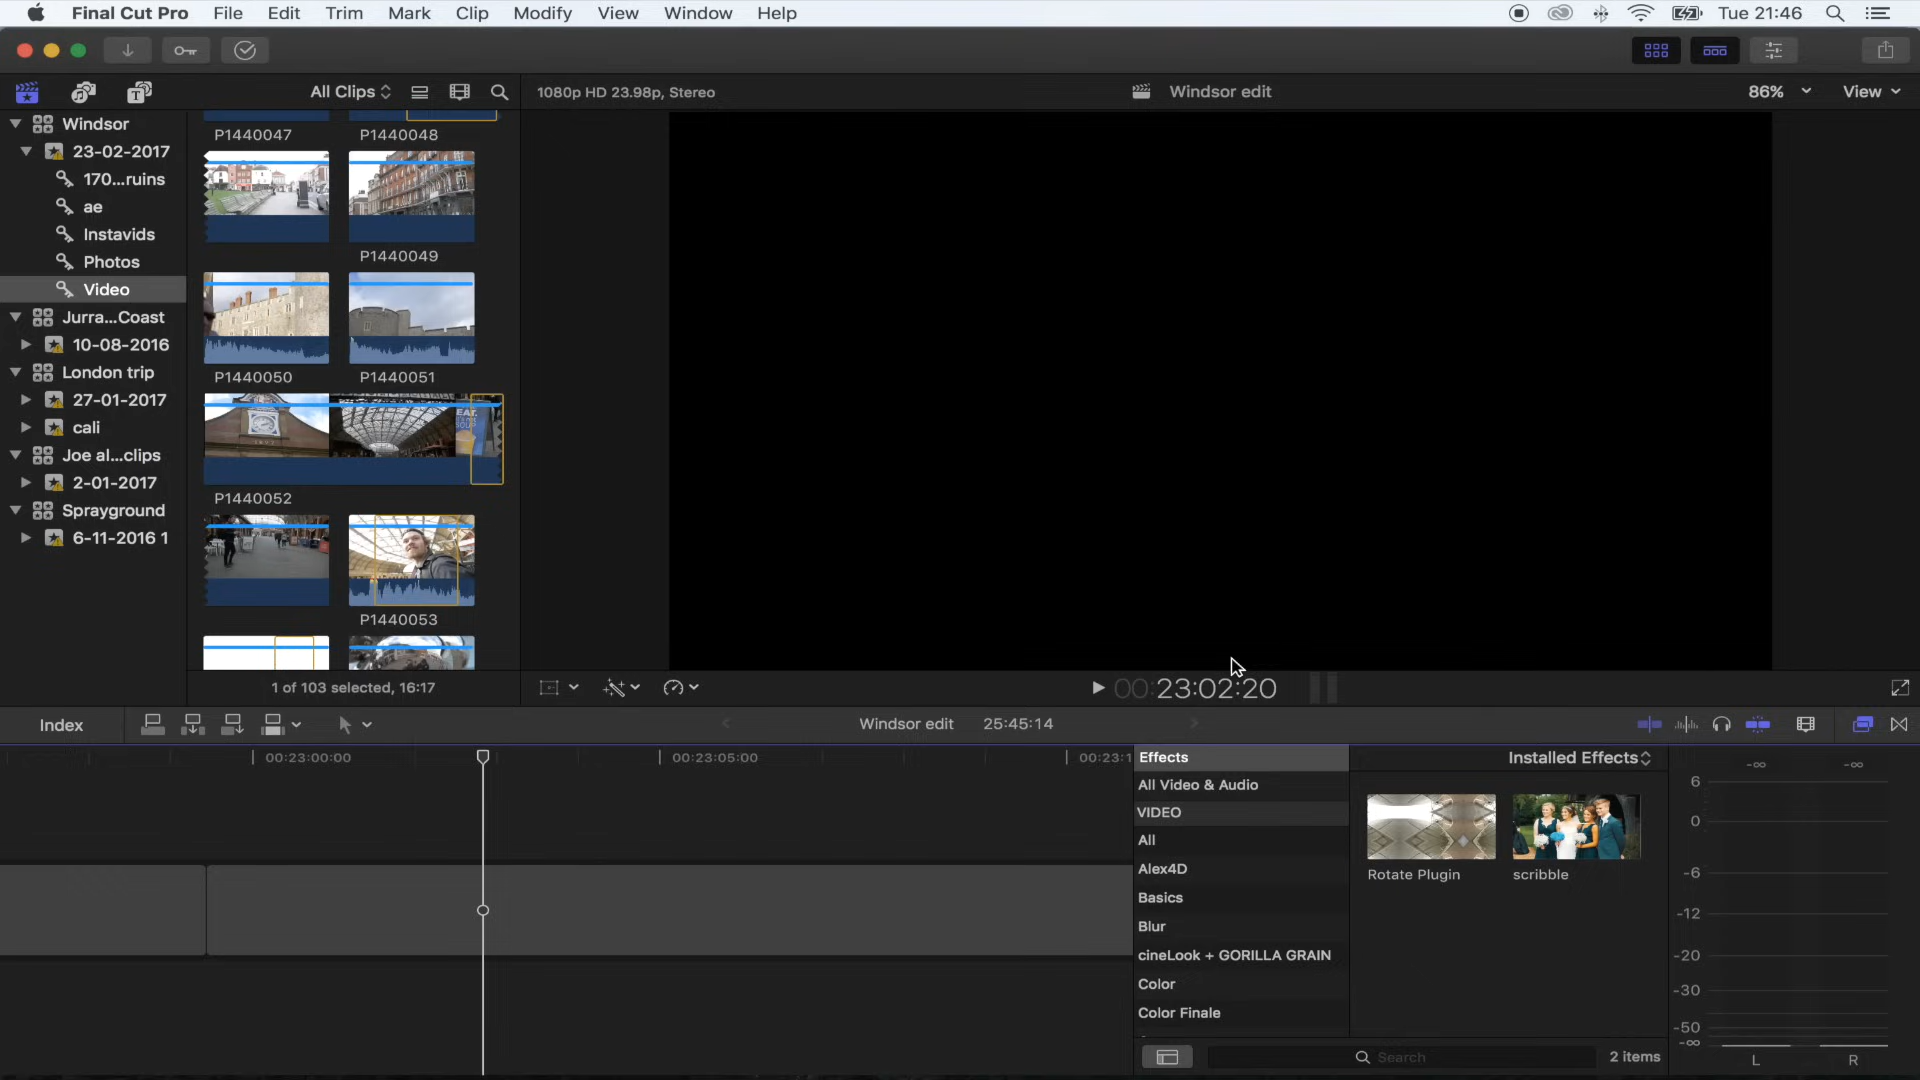 Final Cut Pro File Edit Trim Mark Clip Modify View Window Help Tue 21:46
All Clips 1080p HD 23.98p, Stereo Windsor edit 86% View
Windsor
23-02-2017
170...ruins
ae
Instavids
Photos
Video
Jurra...Coast
10-08-2016
London trip
27-01-2017
cali
Joe al...clips
2-01-2017
Sprayground
6-11-2016 1
P1440047 P1440048
P1440049
P1440050 P1440051
EAT.
SOUP
P1440052
P1440053
1 of 103 selected, 16:17
00:23:02:20
Index Windsor edit 25:45:14
00:23:00:00 00:23:05:00 00:23:1
Effects
All Video & Audio
VIDEO
All
Alex4D
Basics
Blur
cineLook + GORILLA GRAIN
Color
Color Finale
Installed Effects
Rotate Plugin scribble
Search 2 items
-∞ -∞
6
0
-6
-12
-20
-30
-50
-∞
L R